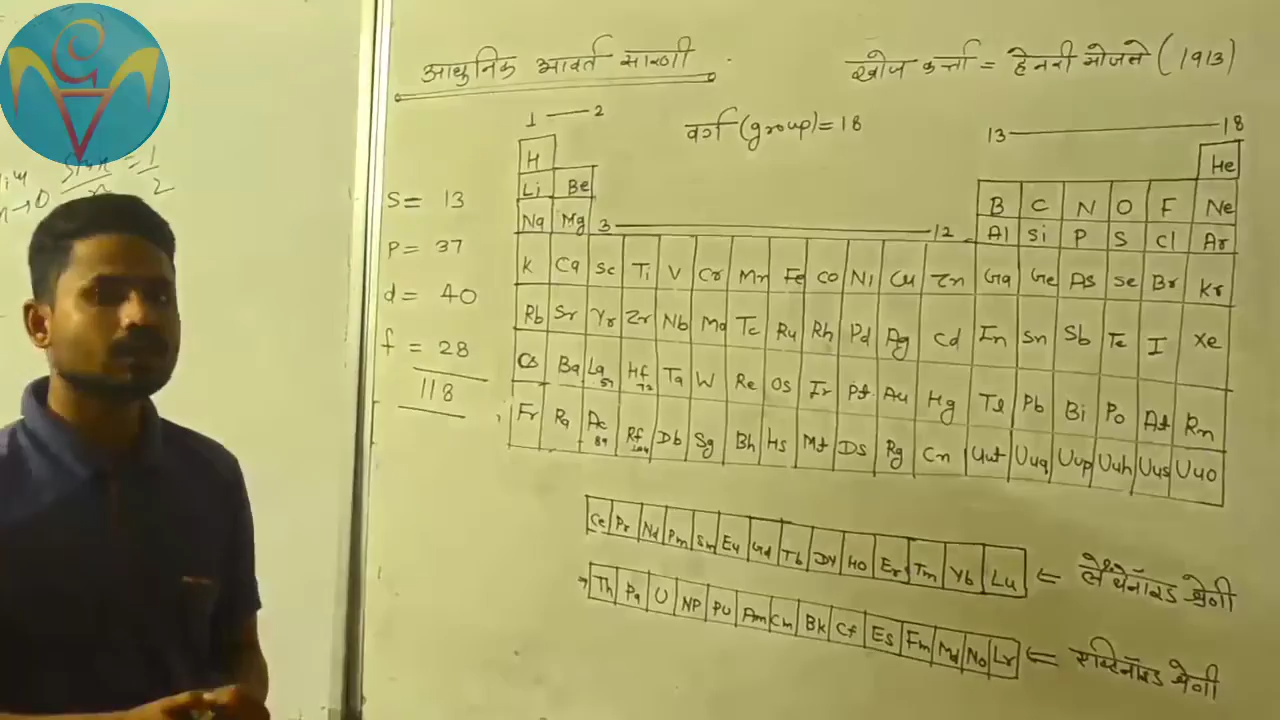 आधुनिक आवर्त सारणी
खोज कर्त्ता = हेनरी मोजले (1913)
वर्ग (group)=18
1 — 2
13 — 18
S = 13
P = 37
d = 40
f = 28
118
H He
Li Be B C N O F Ne
Na Mg 3 — 12 Al Si P S Cl Ar
K Ca Sc Ti V Cr Mn Fe Co Ni Cu Zn Ga Ge As Se Br Kr
Rb Sr Yr Zr Nb Mo Tc Ru Rh Pd Ag Cd In Sn Sb Te I Xe
Cs Ba La 57 Hf 72 Ta W Re Os Ir Pt Au Hg Tl Pb Bi Po At Rn
Fr Ra Ac 89 Rf 104 Db Sg Bh Hs Mt Ds Rg Cn Uut Uuq Uup Uuh Uus Uuo
Ce Pr Nd Pm Sm Eu Gd Tb Dy Ho Er Tm Yb Lu ⇐ लैंथेनॉइड श्रेणी
→ Th Pa U NP PU Am Cm Bk Cf Es Fm Md No Lr ⇐ एक्टिनॉइड श्रेणी